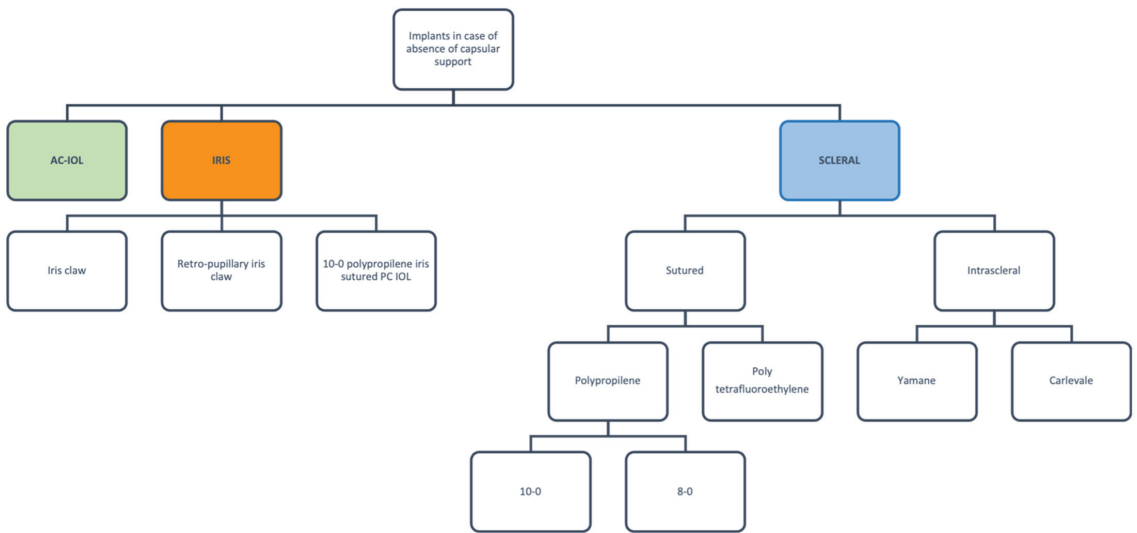 Implants in case of
absence of capsular
support
AC-IOL
IRIS
SCLERAL
Iris claw
Retro-pupillary iris
claw
10-0 polypropilene iris
sutured PC IOL
Sutured
Intrascleral
Polypropilene
Poly
tetrafluoroethylene
Yamane
Carlevale
10-0
8-0